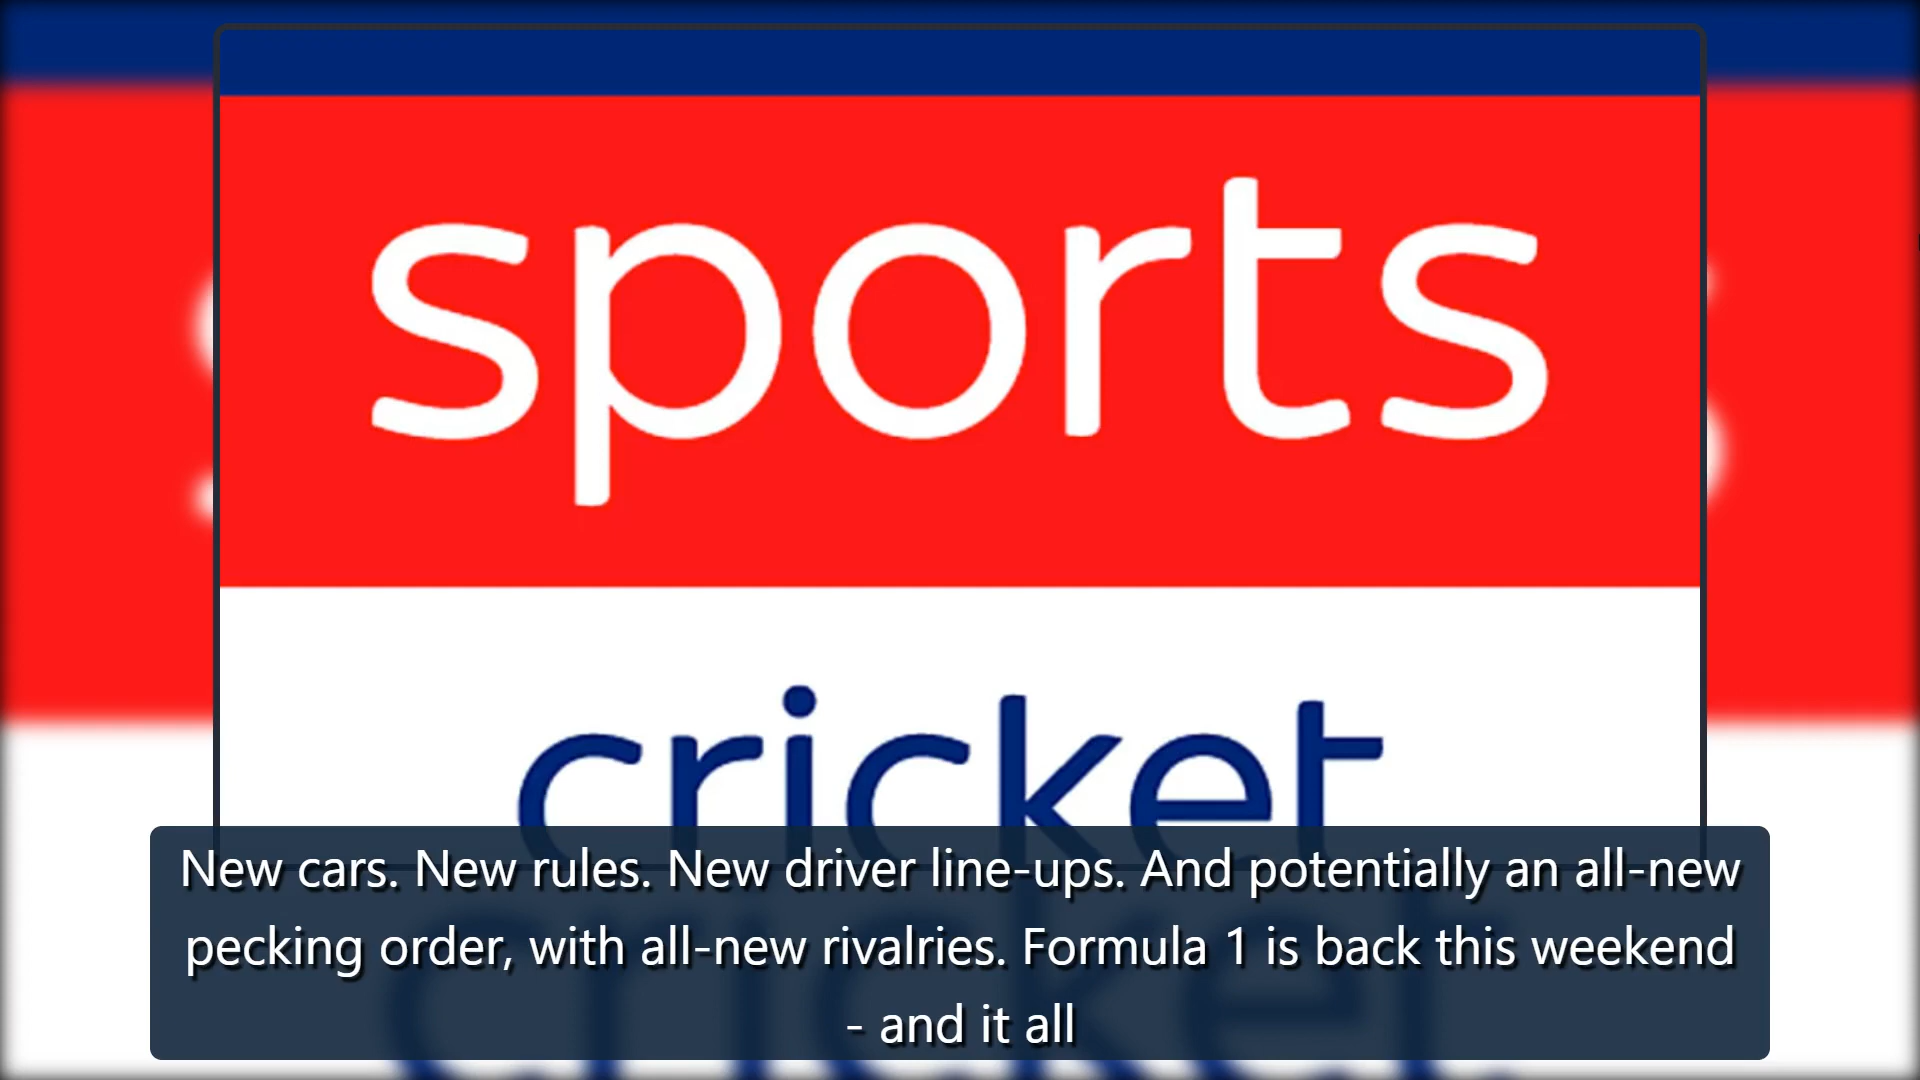 sports
cricket
New cars. New rules. New driver line-ups. And potentially an all-new
pecking order, with all-new rivalries. Formula 1 is back this weekend
- and it all